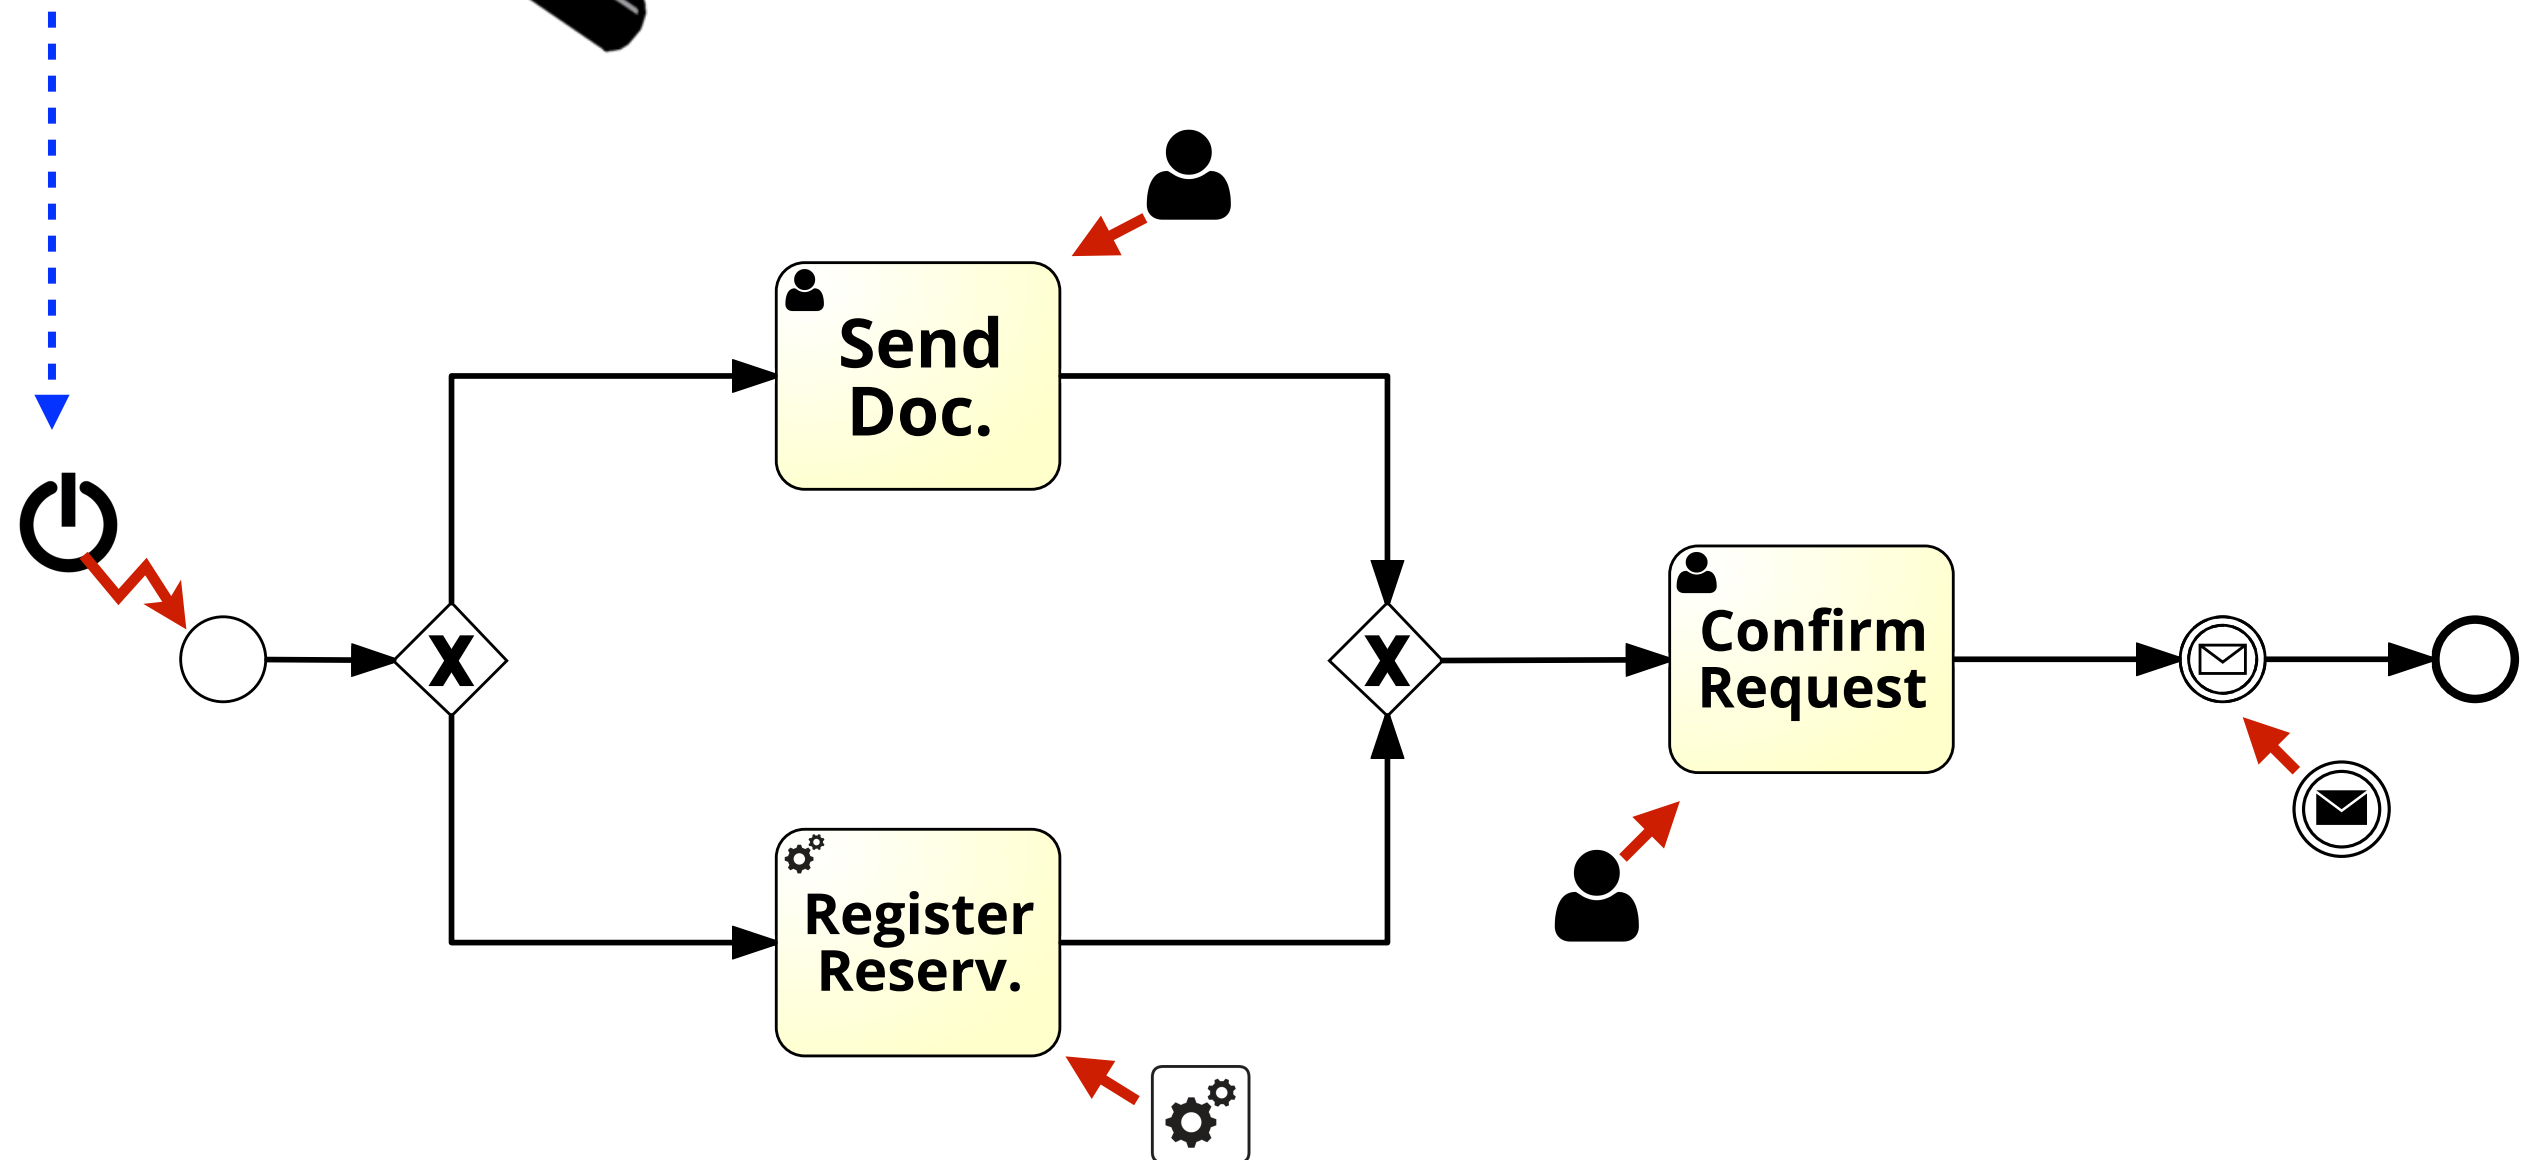 Send
Doc.
X
X
Confirm
Request
Register
Reserv.